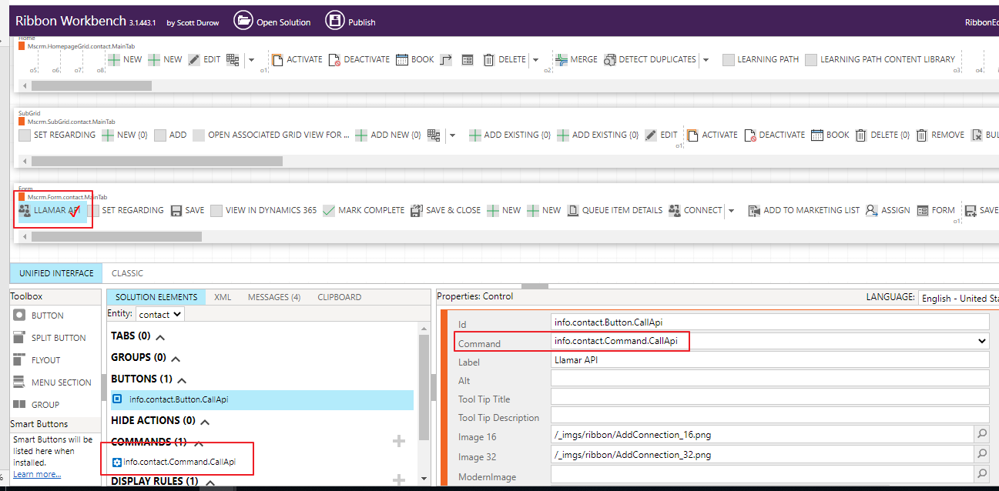 Ribbon Workbench 3.1.443.1 by Scott Durow Open Solution Publish RibbonEd
Home
Mscrm.HomepageGrid.contact.MainTab
NEW NEW EDIT ACTIVATE DEACTIVATE BOOK DELETE MERGE DETECT DUPLICATES LEARNING PATH LEARNING PATH CONTENT LIBRARY
o5 o6 o7 o8 o1 o2 o3 o4
SubGrid
Mscrm.SubGrid.contact.MainTab
SET REGARDING NEW {0} ADD OPEN ASSOCIATED GRID VIEW FOR ... ADD NEW {0} ADD EXISTING {0} ADD EXISTING {0} EDIT ACTIVATE DEACTIVATE BOOK DELETE {0} REMOVE BUL
o1
Form
Mscrm.Form.contact.MainTab
LLAMAR API SET REGARDING SAVE VIEW IN DYNAMICS 365 MARK COMPLETE SAVE & CLOSE NEW NEW QUEUE ITEM DETAILS CONNECT ADD TO MARKETING LIST ASSIGN FORM SAVE
o1
UNIFIED INTERFACE CLASSIC
Toolbox
BUTTON
SPLIT BUTTON
FLYOUT
MENU SECTION
GROUP
Smart Buttons
Smart Buttons will be
listed here when
installed.
Learn more...
SOLUTION ELEMENTS XML MESSAGES (4) CLIPBOARD
Entity: contact
TABS (0)
GROUPS (0)
BUTTONS (1)
info.contact.Button.CallApi
HIDE ACTIONS (0)
COMMANDS (1)
info.contact.Command.CallApi
DISPLAY RULES (1)
Properties: Control LANGUAGE: English - United Sta
Id info.contact.Button.CallApi
Command info.contact.Command.CallApi
Label Llamar API
Alt
Tool Tip Title
Tool Tip Description
Image 16 /_imgs/ribbon/AddConnection_16.png
Image 32 /_imgs/ribbon/AddConnection_32.png
ModernImage